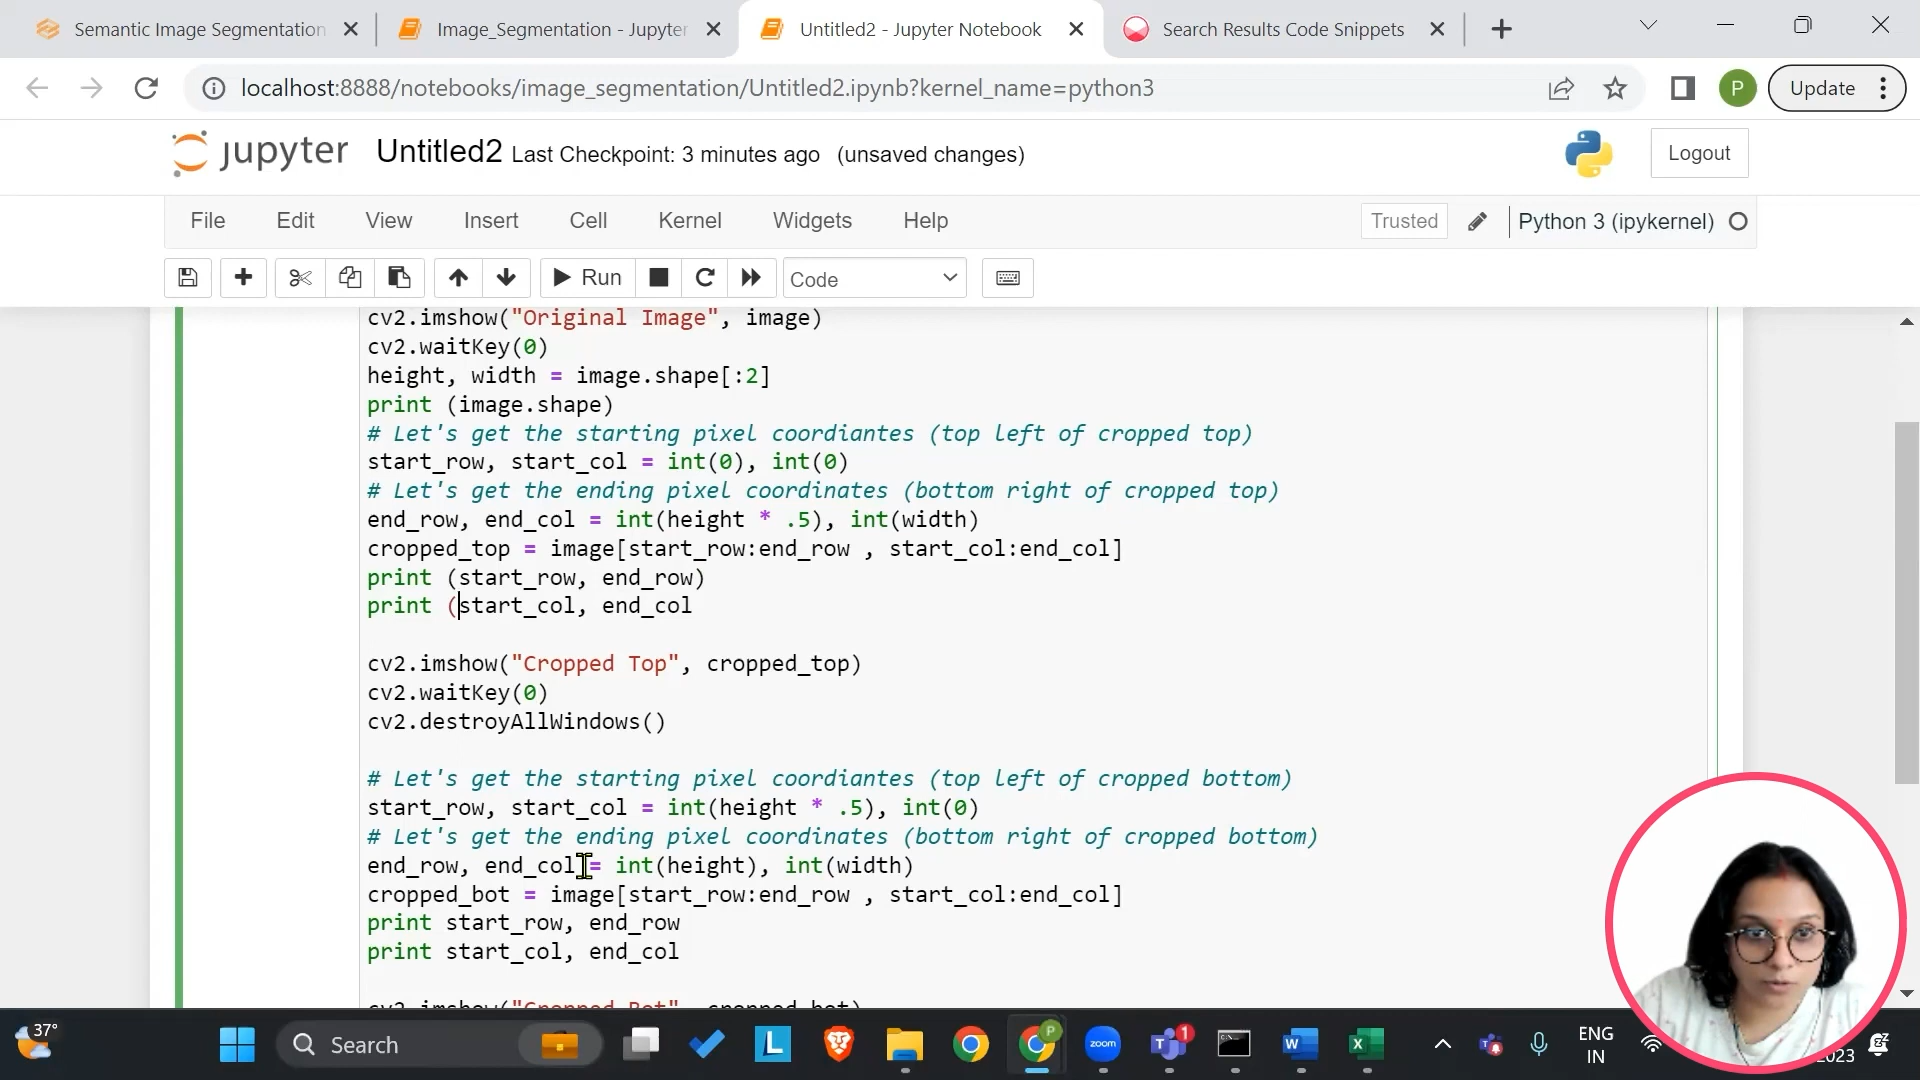 Semantic Image Segmentation
Image_Segmentation - Jupyter
Untitled2 - Jupyter Notebook
Search Results Code Snippets
localhost:8888/notebooks/image_segmentation/Untitled2.ipynb?kernel_name=python3
P
Update
jupyter Untitled2 Last Checkpoint: 3 minutes ago (unsaved changes)
Logout
File Edit View Insert Cell Kernel Widgets Help
Trusted
Python 3 (ipykernel)
Run
Code
cv2.imshow("Original Image", image)
cv2.waitKey(0)
height, width = image.shape[:2]
print (image.shape)
# Let's get the starting pixel coordiantes (top left of cropped top)
start_row, start_col = int(0), int(0)
# Let's get the ending pixel coordinates (bottom right of cropped top)
end_row, end_col = int(height * .5), int(width)
cropped_top = image[start_row:end_row , start_col:end_col]
print (start_row, end_row)
print (start_col, end_col
cv2.imshow("Cropped Top", cropped_top)
cv2.waitKey(0)
cv2.destroyAllWindows()
# Let's get the starting pixel coordiantes (top left of cropped bottom)
start_row, start_col = int(height * .5), int(0)
# Let's get the ending pixel coordinates (bottom right of cropped bottom)
end_row, end_col = int(height), int(width)
cropped_bot = image[start_row:end_row , start_col:end_col]
print start_row, end_row
print start_col, end_col
cv2.imshow("Cropped Bot", cropped_bot)
37°
Search
L
P
zoom
T
1
W
X
ENG
IN